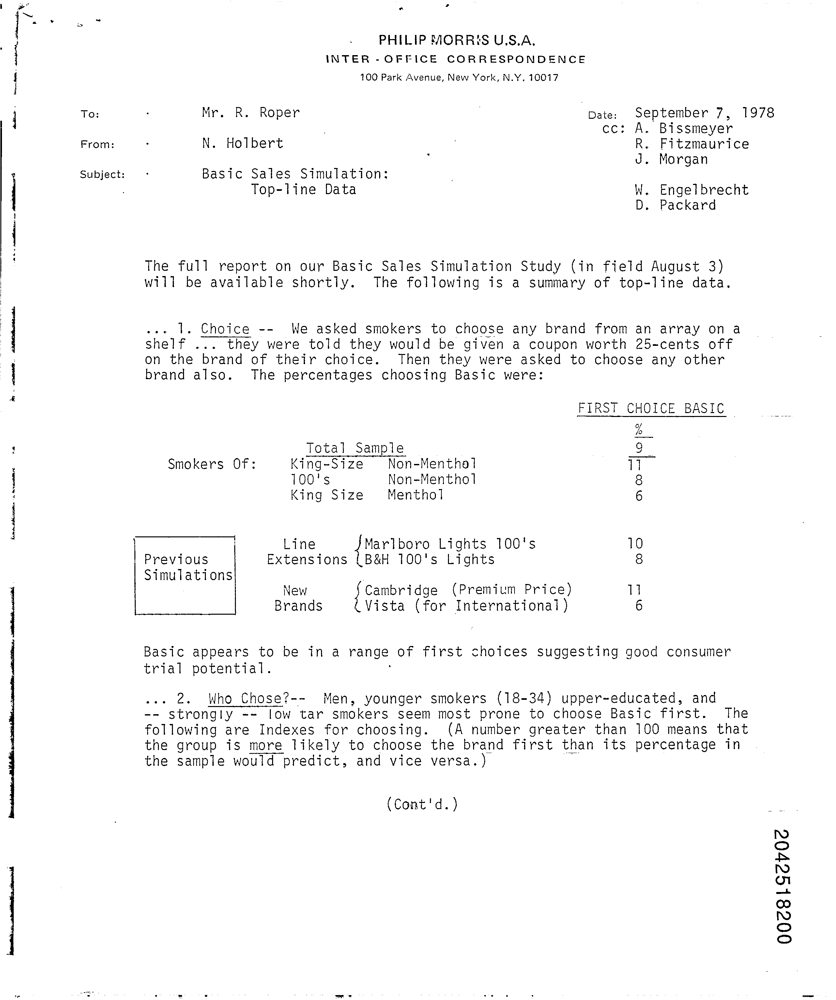 PHILIP MORRIS U.S.A.
INTER - OFFICE CORRESPONDENCE
100 Park Avenue, New York, N.Y. 10017
To: Mr. R. Roper Date: September 7, 1978
cc: A. Bissmeyer
From: N. Holbert R. Fitzmaurice
J. Morgan
Subject: Basic Sales Simulation:
Top-line Data W. Engelbrecht
D. Packard
The full report on our Basic Sales Simulation Study (in field August 3)
will be available shortly. The following is a summary of top-line data.
... 1. Choice -- We asked smokers to choose any brand from an array on a
shelf ... they were told they would be given a coupon worth 25-cents off
on the brand of their choice. Then they were asked to choose any other
brand also. The percentages choosing Basic were:
FIRST CHOICE BASIC
%
Total Sample 9
Smokers Of: King-Size Non-Menthol 11
100's Non-Menthol 8
King Size Menthol 6
Line Marlboro Lights 100's 10
Previous Extensions B&H 100's Lights 8
Simulations
New Cambridge (Premium Price) 11
Brands Vista (for International) 6
Basic appears to be in a range of first choices suggesting good consumer
trial potential.
... 2. Who Chose?-- Men, younger smokers (18-34) upper-educated, and
-- strongly -- low tar smokers seem most prone to choose Basic first. The
following are Indexes for choosing. (A number greater than 100 means that
the group is more likely to choose the brand first than its percentage in
the sample would predict, and vice versa.)
(Cont'd.)
2042518200